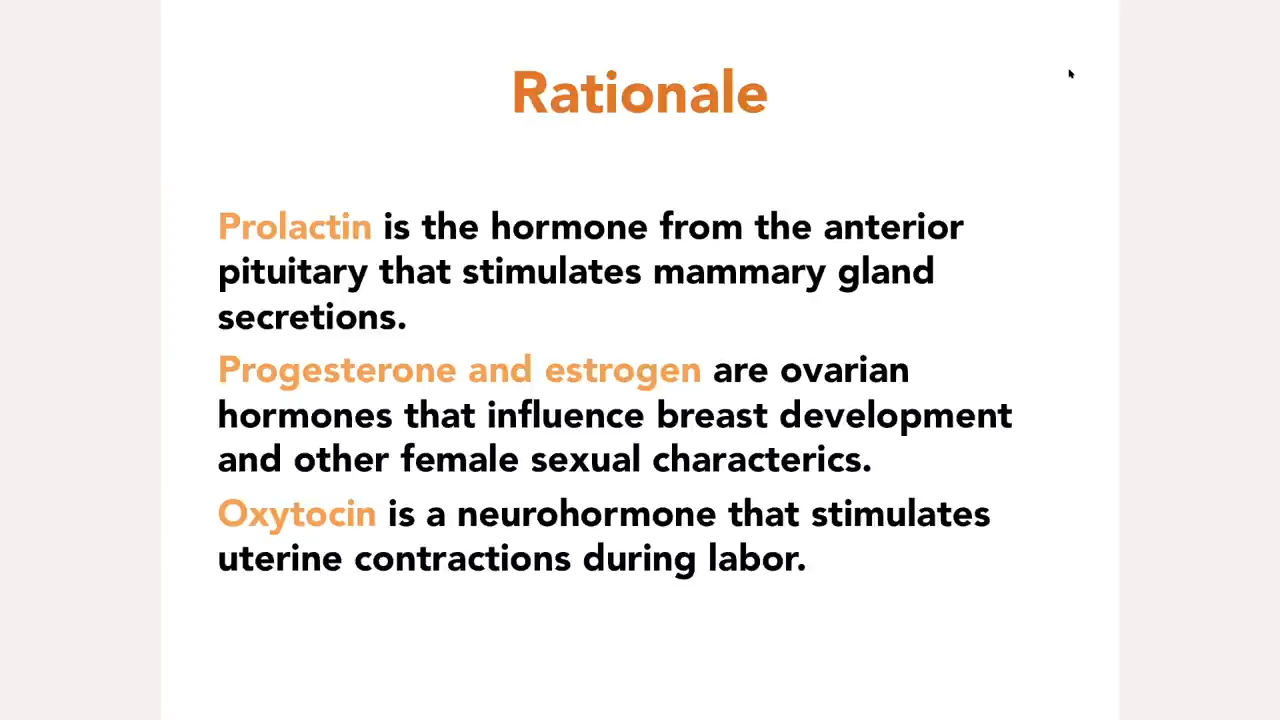 Rationale
Prolactin is the hormone from the anterior
pituitary that stimulates mammary gland
secretions.
Progesterone and estrogen are ovarian
hormones that influence breast development
and other female sexual characterics.
Oxytocin is a neurohormone that stimulates
uterine contractions during labor.